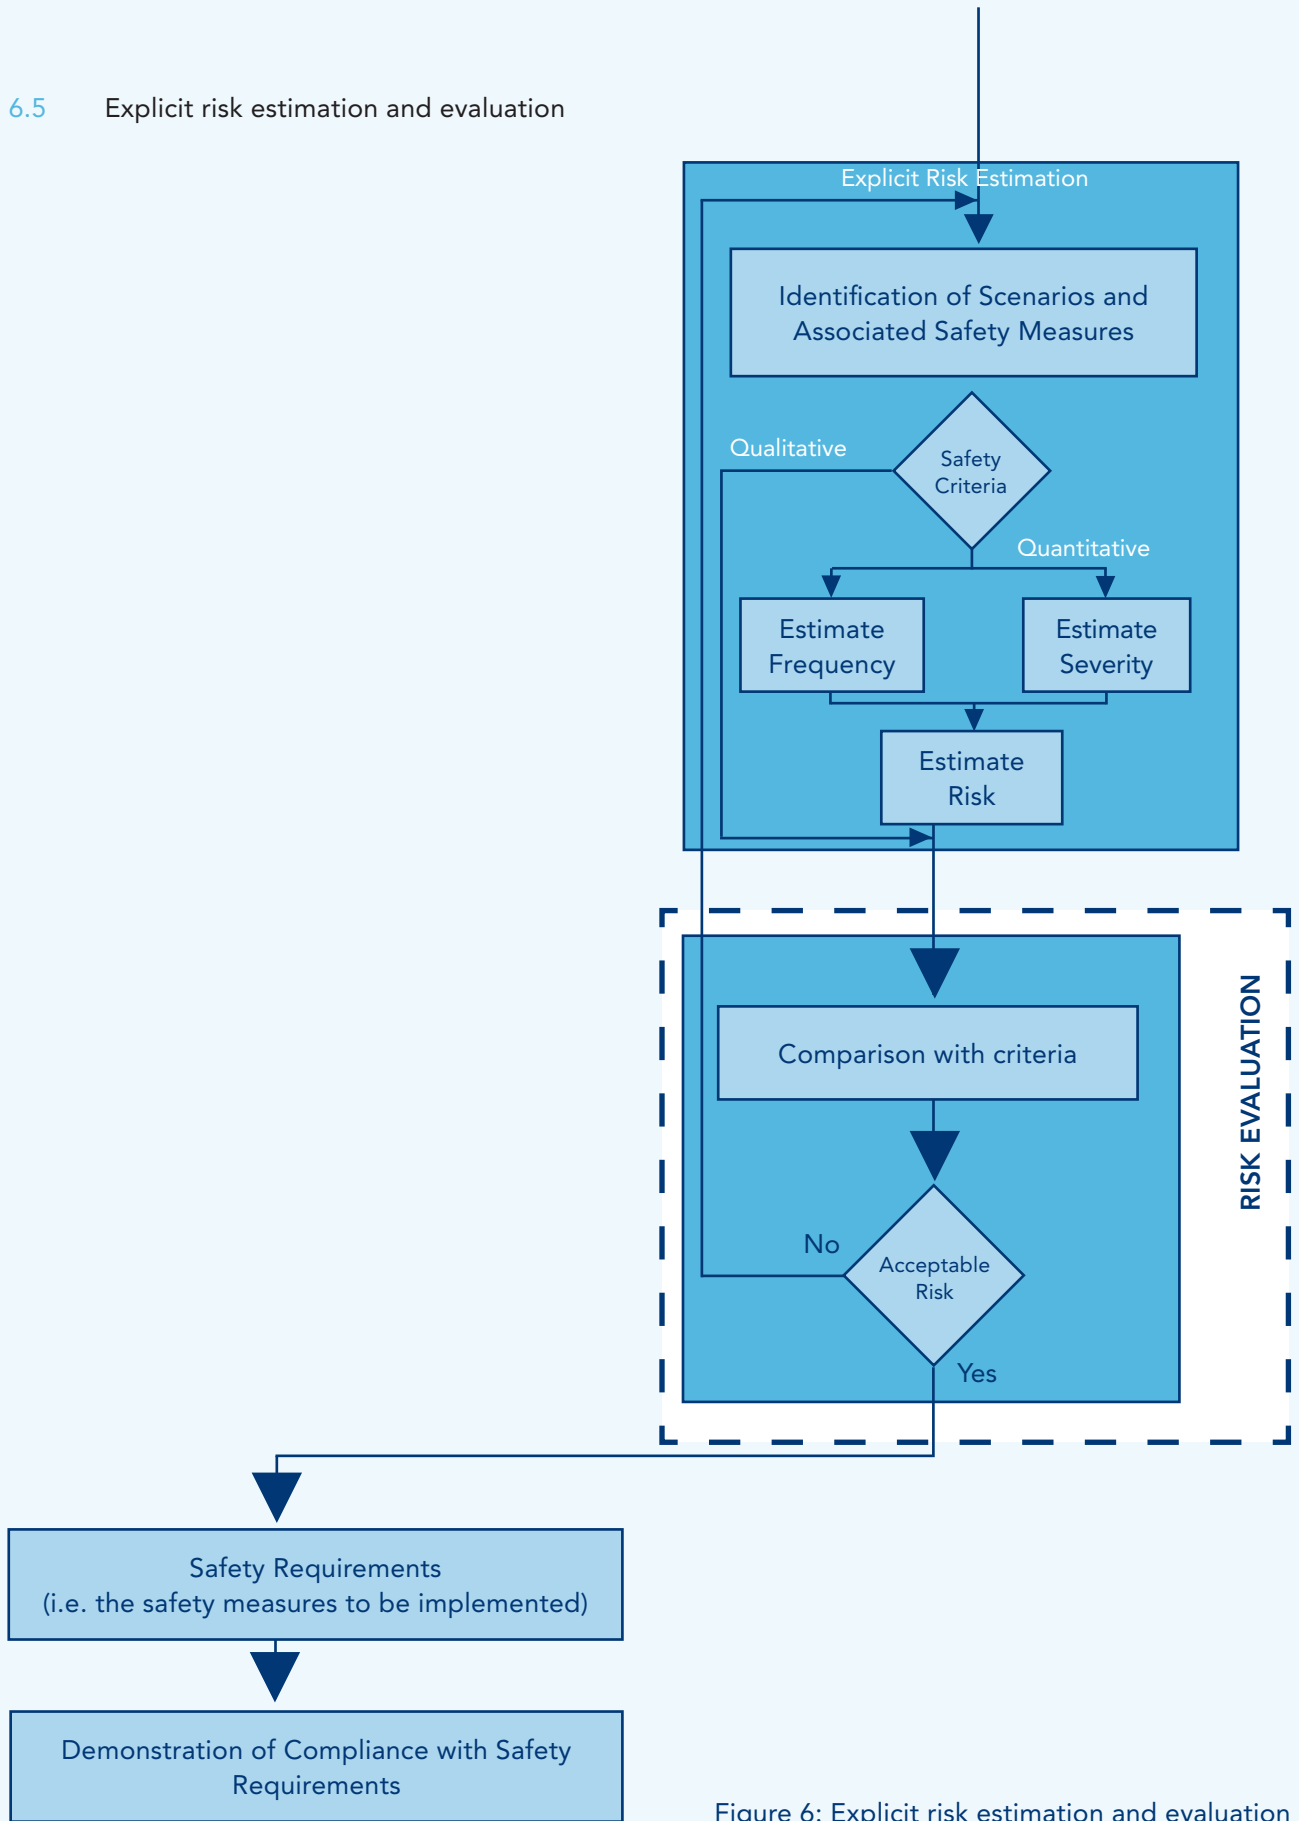 6.5 Explicit risk estimation and evaluation
Explicit Risk Estimation
Identification of Scenarios and
Associated Safety Measures
Qualitative
Safety
Criteria
Quantitative
Estimate
Frequency
Estimate
Severity
Estimate
Risk
RISK EVALUATION
Comparison with criteria
No
Acceptable
Risk
Yes
Safety Requirements
(i.e. the safety measures to be implemented)
Demonstration of Compliance with Safety
Requirements
Figure 6: Explicit risk estimation and evaluation